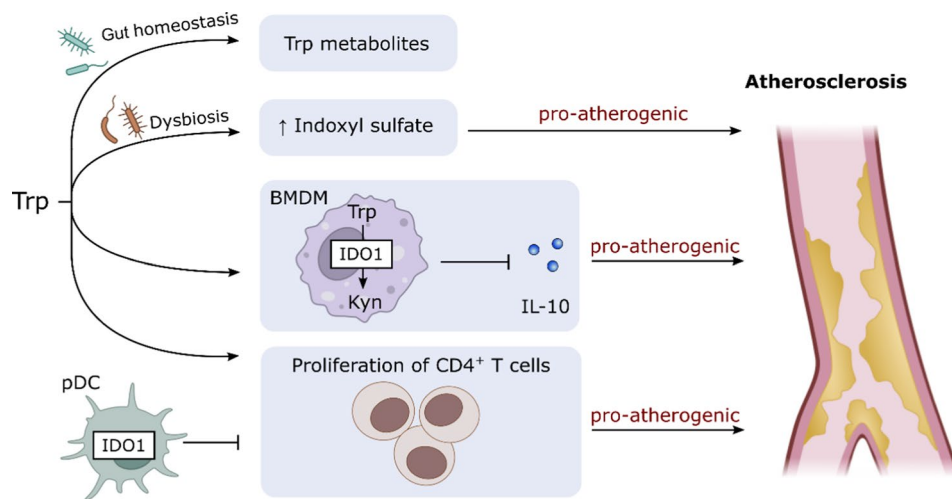 Gut homeostasis
Trp metabolites
Atherosclerosis
Dysbiosis
↑ Indoxyl sulfate
pro-atherogenic
Trp
BMDM
Trp
IDO1
Kyn
IL-10
pro-atherogenic
Proliferation of CD4⁺ T cells
pDC
IDO1
pro-atherogenic